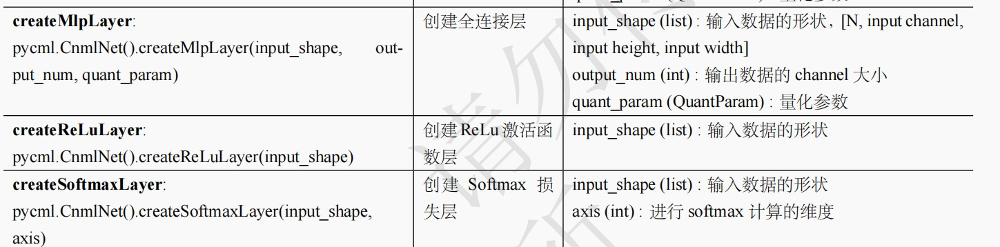 createMlpLayer:
pycml.CnmlNet().createMlpLayer(input_shape, out-
put_num, quant_param)
创建全连接层
input_shape (list) : 输入数据的形状, [N, input channel,
input height, input width]
output_num (int) : 输出数据的 channel 大小
quant_param (QuantParam) : 量化参数
createReLuLayer:
pycml.CnmlNet().createReLuLayer(input_shape)
创建 ReLu 激活函
数层
input_shape (list) : 输入数据的形状
createSoftmaxLayer:
pycml.CnmlNet().createSoftmaxLayer(input_shape,
axis)
创建 Softmax 损
失层
input_shape (list) : 输入数据的形状
axis (int) : 进行 softmax 计算的维度
请勿